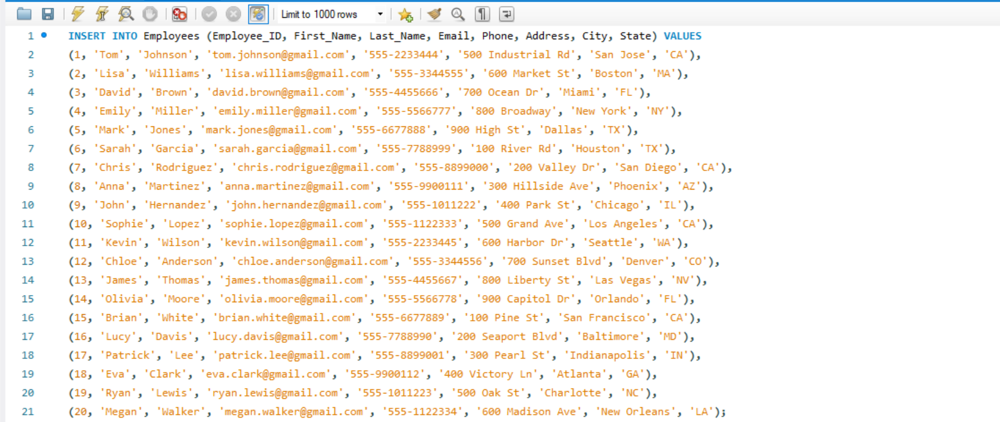 Limit to 1000 rows
1 INSERT INTO Employees (Employee_ID, First_Name, Last_Name, Email, Phone, Address, City, State) VALUES
2 (1, 'Tom', 'Johnson', 'tom.johnson@gmail.com', '555-2233444', '500 Industrial Rd', 'San Jose', 'CA'),
3 (2, 'Lisa', 'Williams', 'lisa.williams@gmail.com', '555-3344555', '600 Market St', 'Boston', 'MA'),
4 (3, 'David', 'Brown', 'david.brown@gmail.com', '555-4455666', '700 Ocean Dr', 'Miami', 'FL'),
5 (4, 'Emily', 'Miller', 'emily.miller@gmail.com', '555-5566777', '800 Broadway', 'New York', 'NY'),
6 (5, 'Mark', 'Jones', 'mark.jones@gmail.com', '555-6677888', '900 High St', 'Dallas', 'TX'),
7 (6, 'Sarah', 'Garcia', 'sarah.garcia@gmail.com', '555-7788999', '100 River Rd', 'Houston', 'TX'),
8 (7, 'Chris', 'Rodriguez', 'chris.rodriguez@gmail.com', '555-8899000', '200 Valley Dr', 'San Diego', 'CA'),
9 (8, 'Anna', 'Martinez', 'anna.martinez@gmail.com', '555-9900111', '300 Hillside Ave', 'Phoenix', 'AZ'),
10 (9, 'John', 'Hernandez', 'john.hernandez@gmail.com', '555-1011222', '400 Park St', 'Chicago', 'IL'),
11 (10, 'Sophie', 'Lopez', 'sophie.lopez@gmail.com', '555-1122333', '500 Grand Ave', 'Los Angeles', 'CA'),
12 (11, 'Kevin', 'Wilson', 'kevin.wilson@gmail.com', '555-2233445', '600 Harbor Dr', 'Seattle', 'WA'),
13 (12, 'Chloe', 'Anderson', 'chloe.anderson@gmail.com', '555-3344556', '700 Sunset Blvd', 'Denver', 'CO'),
14 (13, 'James', 'Thomas', 'james.thomas@gmail.com', '555-4455667', '800 Liberty St', 'Las Vegas', 'NV'),
15 (14, 'Olivia', 'Moore', 'olivia.moore@gmail.com', '555-5566778', '900 Capitol Dr', 'Orlando', 'FL'),
16 (15, 'Brian', 'White', 'brian.white@gmail.com', '555-6677889', '100 Pine St', 'San Francisco', 'CA'),
17 (16, 'Lucy', 'Davis', 'lucy.davis@gmail.com', '555-7788990', '200 Seaport Blvd', 'Baltimore', 'MD'),
18 (17, 'Patrick', 'Lee', 'patrick.lee@gmail.com', '555-8899001', '300 Pearl St', 'Indianapolis', 'IN'),
19 (18, 'Eva', 'Clark', 'eva.clark@gmail.com', '555-9900112', '400 Victory Ln', 'Atlanta', 'GA'),
20 (19, 'Ryan', 'Lewis', 'ryan.lewis@gmail.com', '555-1011223', '500 Oak St', 'Charlotte', 'NC'),
21 (20, 'Megan', 'Walker', 'megan.walker@gmail.com', '555-1122334', '600 Madison Ave', 'New Orleans', 'LA');